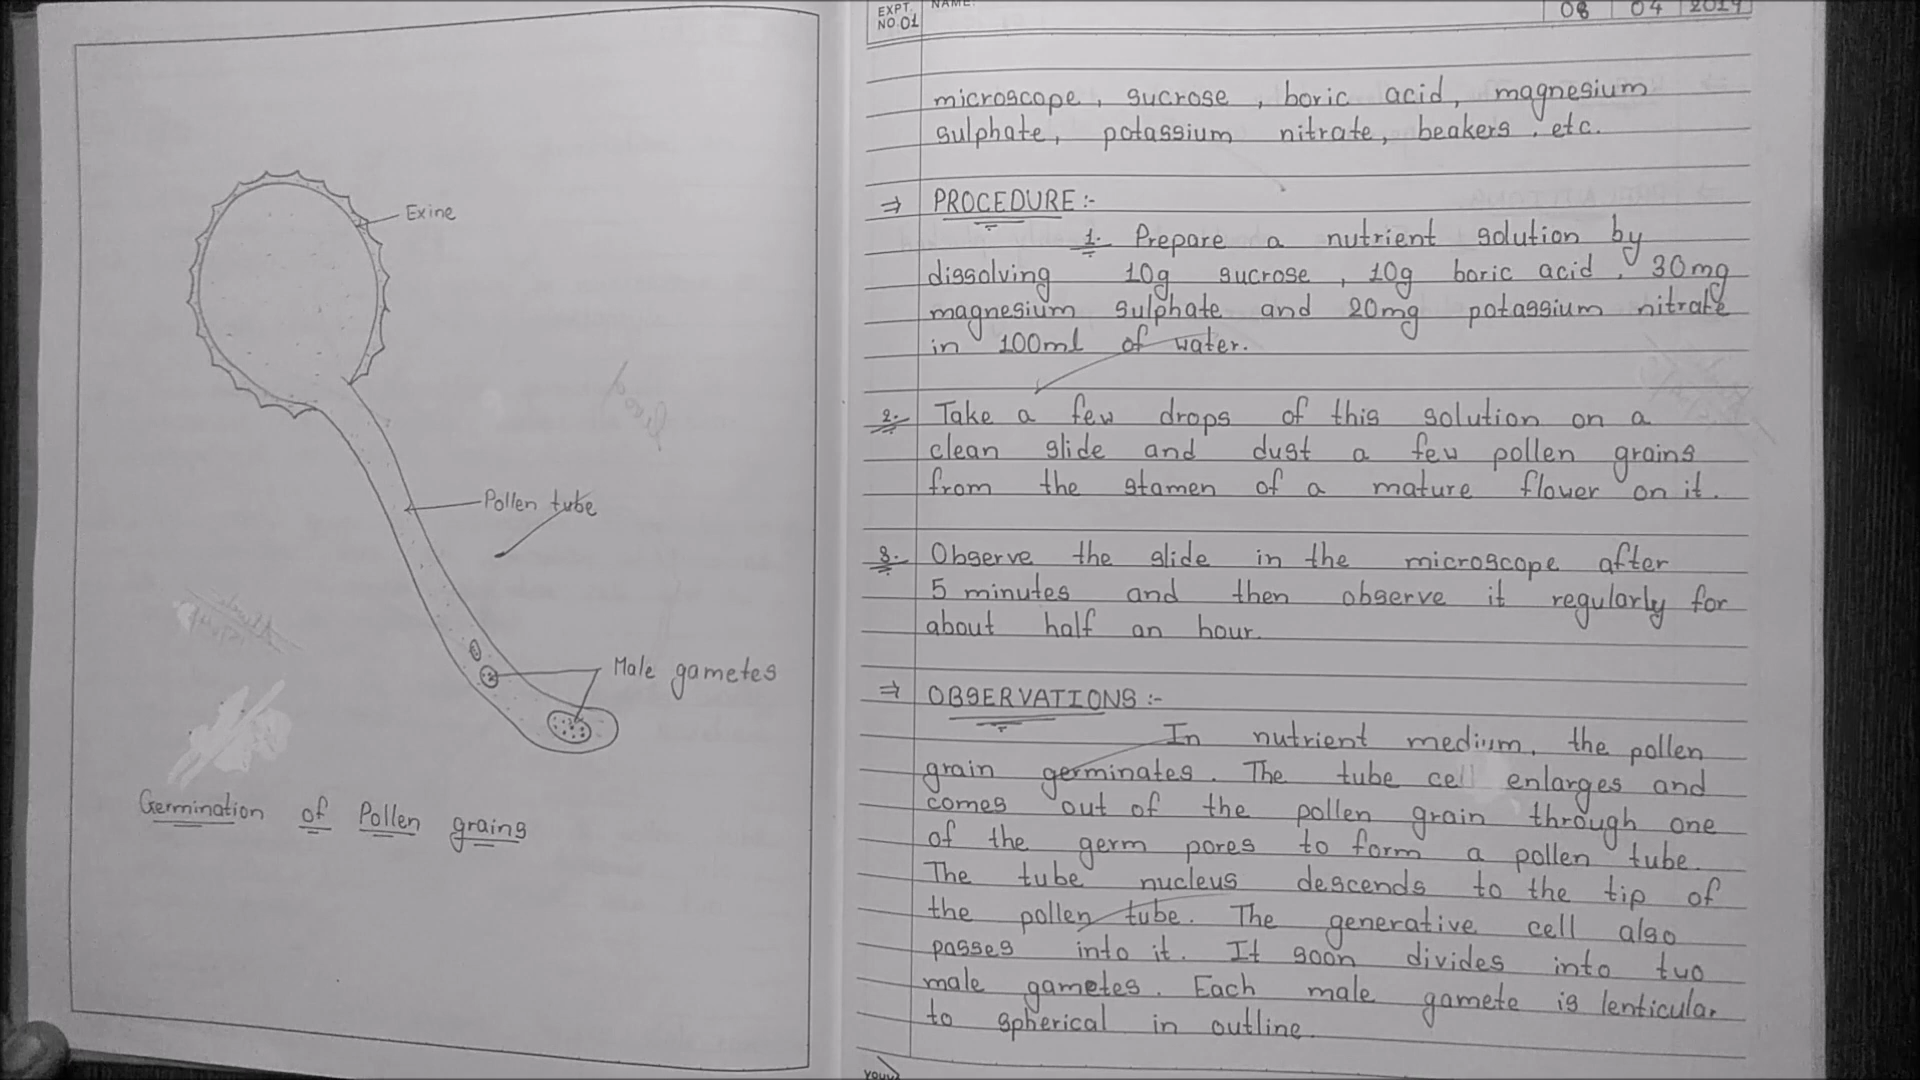 Exine
Pollen tube
Male gametes
Germination of Pollen grains
EXPT. NO. 01
NAME:
08 04 2019
microscope, sucrose, boric acid, magnesium
sulphate, potassium nitrate, beakers, etc.
⇒ PROCEDURE :-
1. Prepare a nutrient solution by
dissolving 10g sucrose, 10g boric acid, 30mg
magnesium sulphate and 20mg potassium nitrate
in 100ml of water.
2. Take a few drops of this solution on a
clean slide and dust a few pollen grains
from the stamen of a mature flower on it.
3. Observe the slide in the microscope after
5 minutes and then observe it regularly for
about half an hour.
⇒ OBSERVATIONS :-
In nutrient medium, the pollen
grain germinates. The tube cell enlarges and
comes out of the pollen grain through one
of the germ pores to form a pollen tube.
The tube nucleus descends to the tip of
the pollen tube. The generative cell also
passes into it. It soon divides into two
male gametes. Each male gamete is lenticular
to spherical in outline.